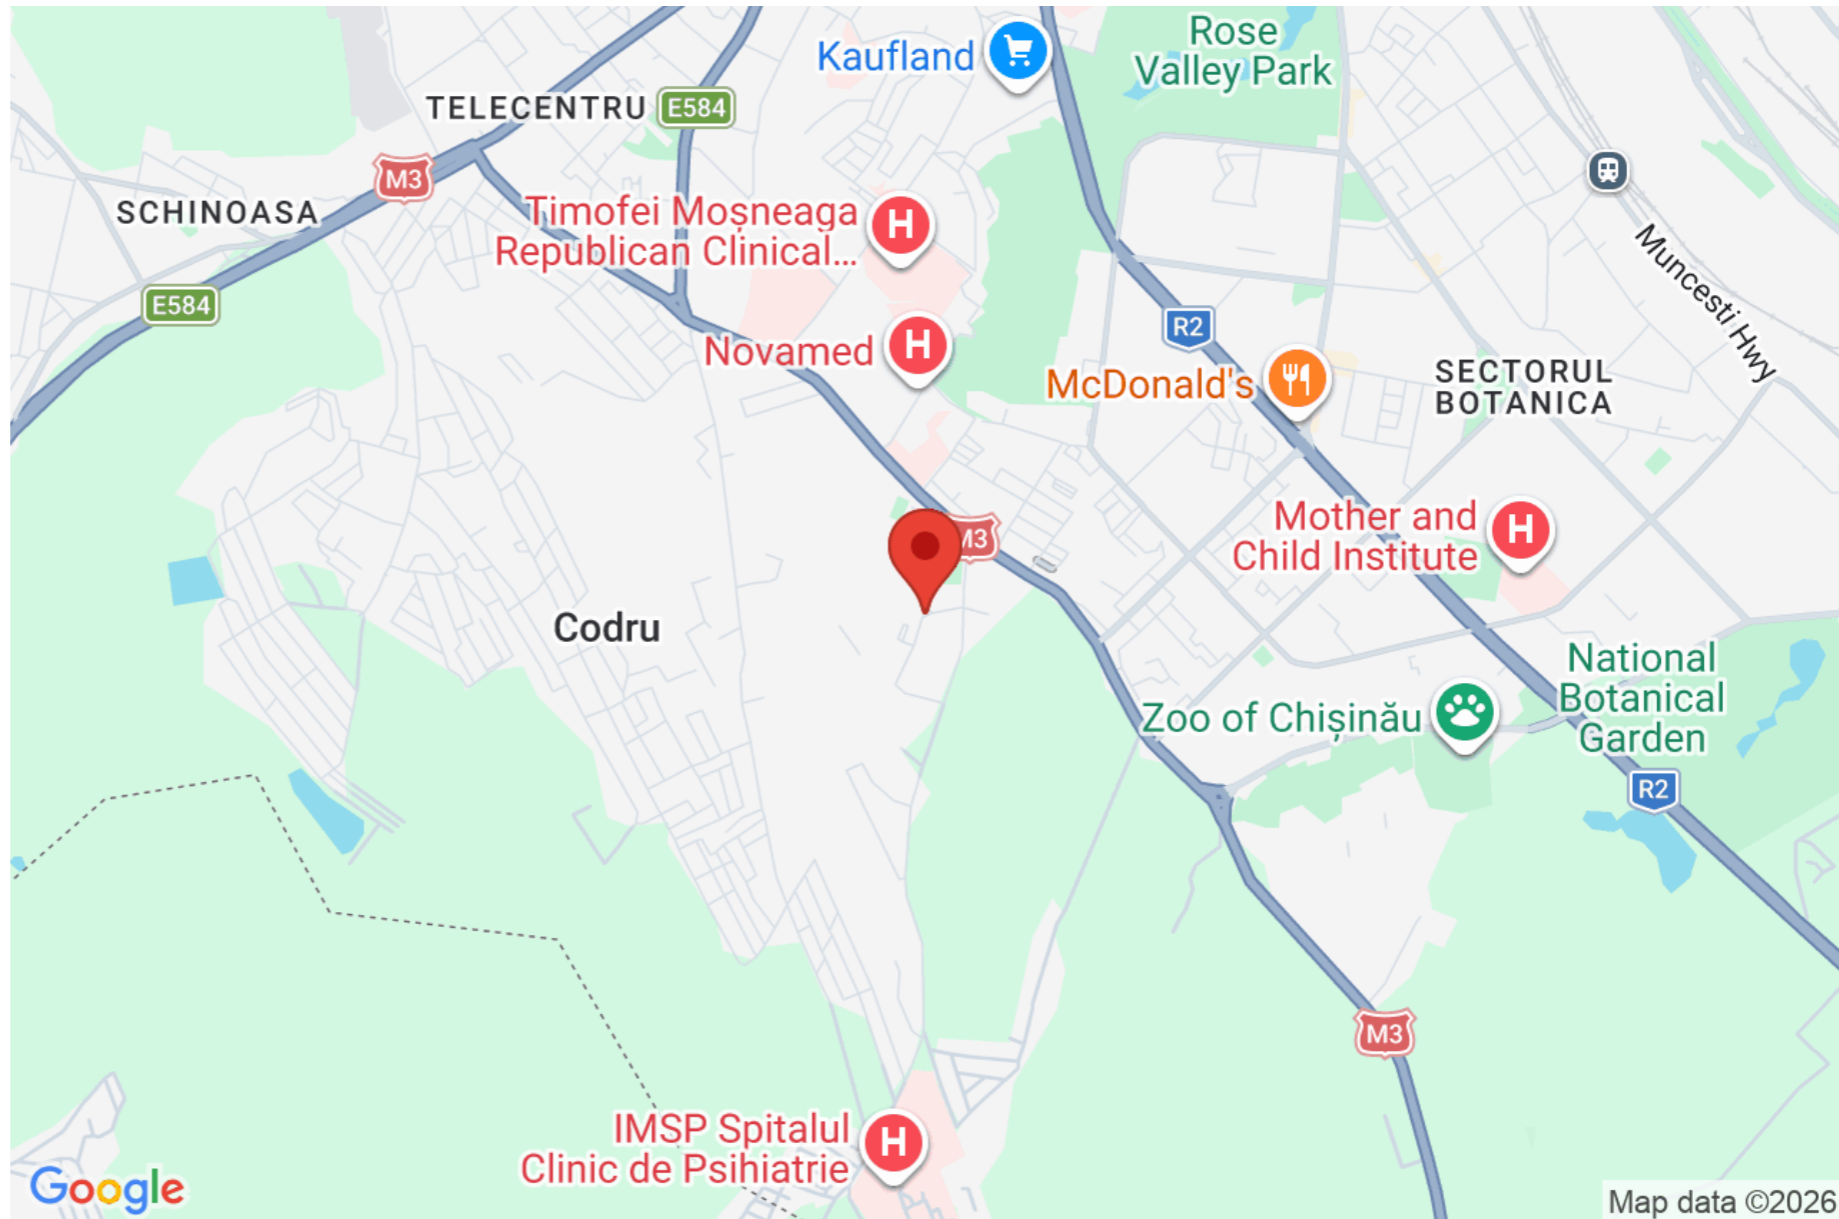 Rose
Valley Park
Kaufland
TELECENTRU
E584
M3
SCHINOASA
Timofei Moșneaga
Republican Clinical...
Muncesti Hwy
E584
R2
Novamed
McDonald's
SECTORUL
BOTANICA
Mother and
Child Institute
M3
Codru
National
Botanical
Garden
Zoo of Chișinău
R2
M3
IMSP Spitalul
Clinic de Psihiatrie
Google
Map data ©2026